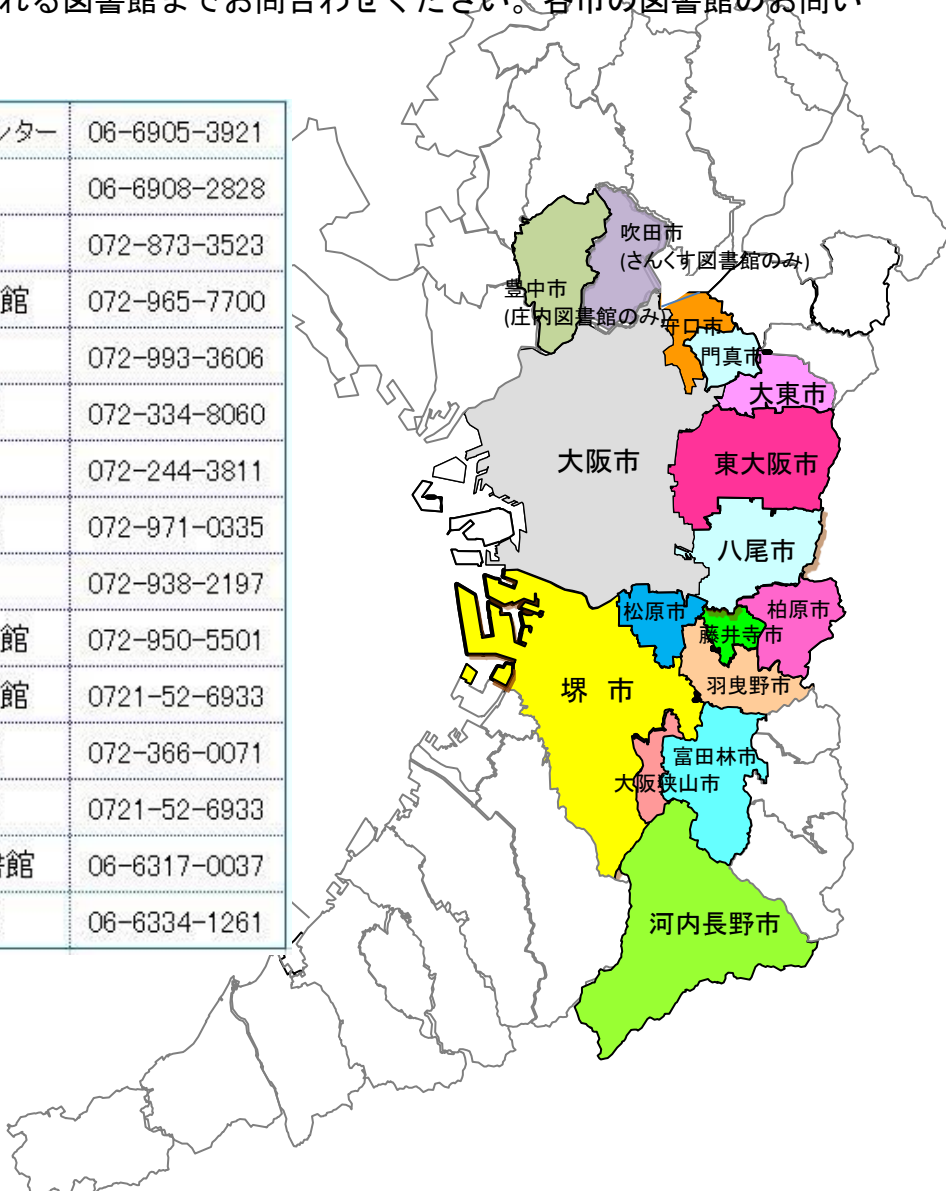 れる図書館までお問合わせください。各市の図書館のお問い
ンター 06-6905-3921
06-6908-2828
072-873-3523
館 072-965-7700
072-993-3606
072-334-8060
072-244-3811
072-971-0335
072-938-2197
館 072-950-5501
館 0721-52-6933
072-366-0071
0721-52-6933
書館 06-6317-0037
06-6334-1261
吹田市
(さんくす図書館のみ)
豊中市
(庄内図書館のみ)
守口市
門真市
大東市
大阪市
東大阪市
八尾市
松原市
柏原市
藤井寺市
羽曳野市
堺 市
富田林市
大阪狭山市
河内長野市